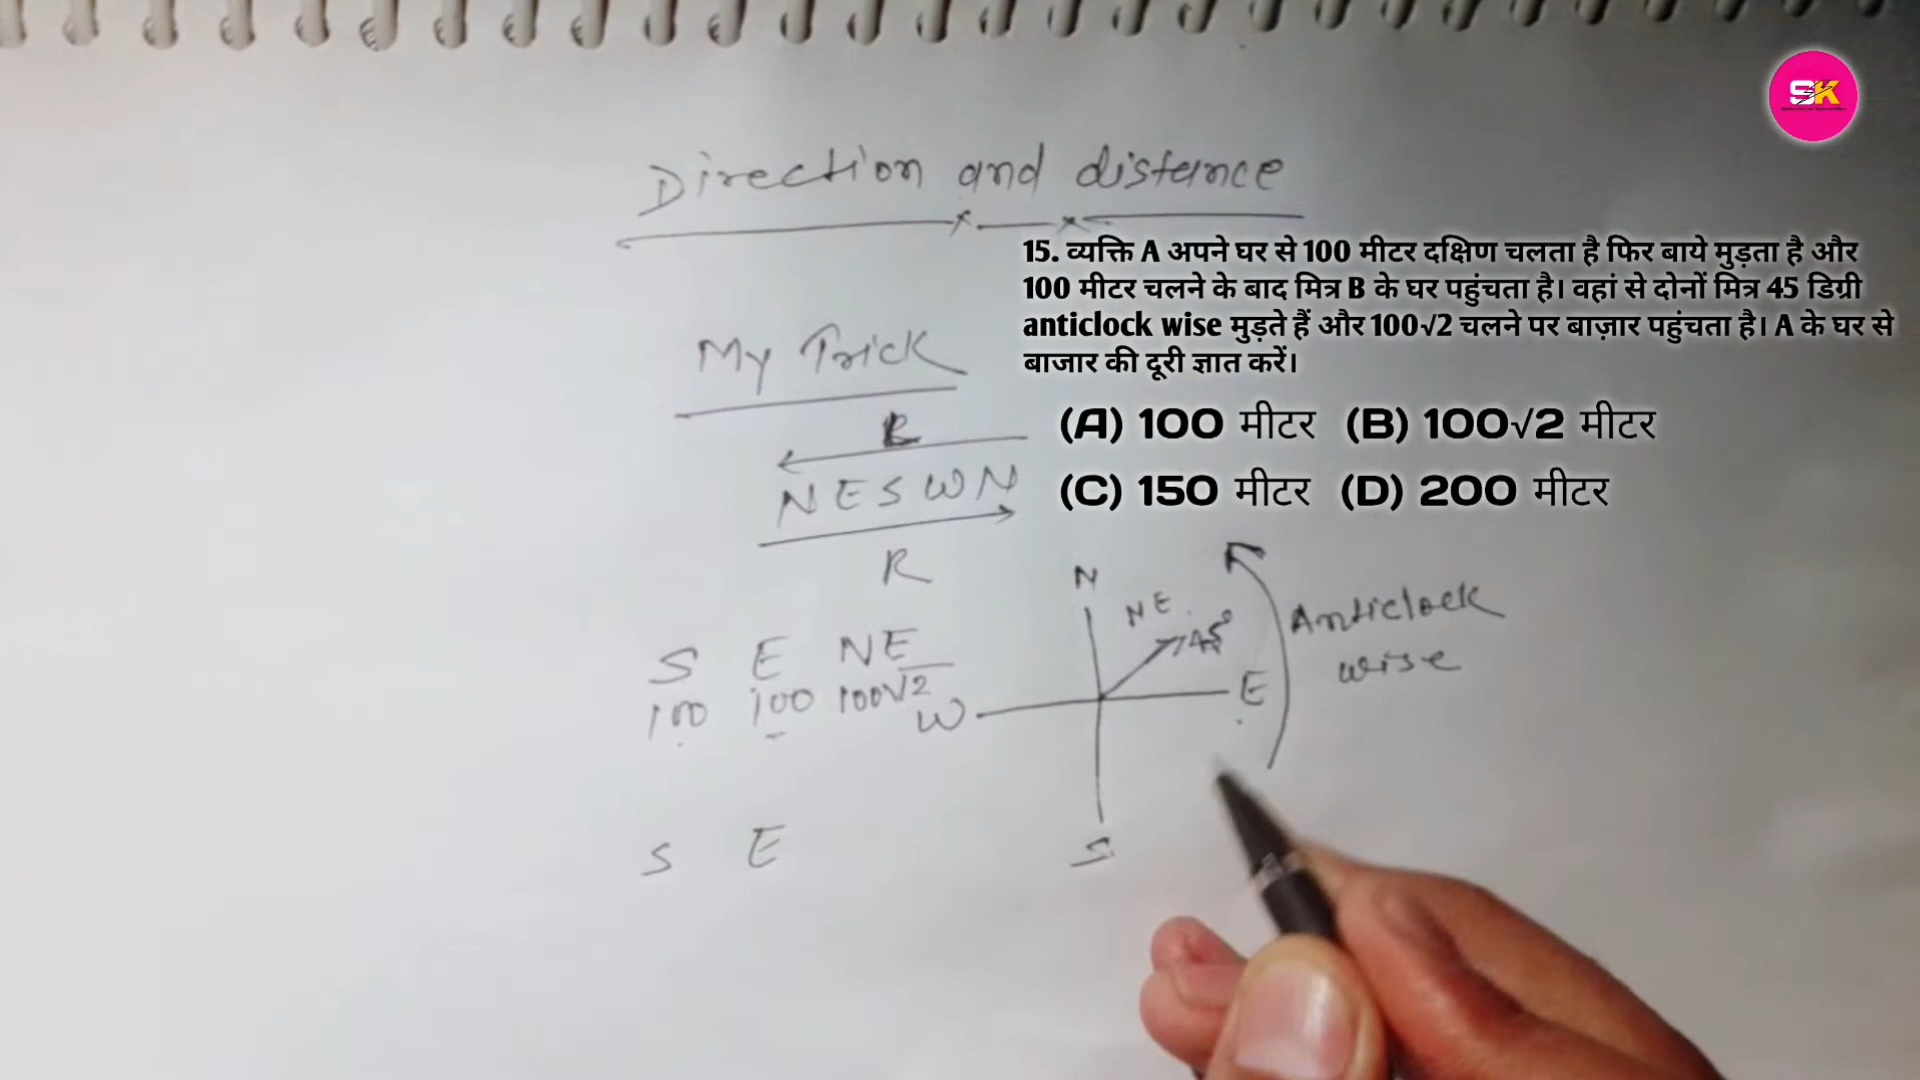 SK
Direction and distance
15. व्यक्ति A अपने घर से 100 मीटर दक्षिण चलता है फिर बाये मुड़ता है और
100 मीटर चलने के बाद मित्र B के घर पहुंचता है। वहां से दोनों मित्र 45 डिग्री
anticlock wise मुड़ते हैं और 100√2 चलने पर बाज़ार पहुंचता है। A के घर से
बाजार की दूरी ज्ञात करें।
(A) 100 मीटर (B) 100√2 मीटर
(C) 150 मीटर (D) 200 मीटर
My Trick
L
N E S W N
R
N
NE
45°
Anticlock
wise
S E NE
100 100 100√2
W
E
S
S E